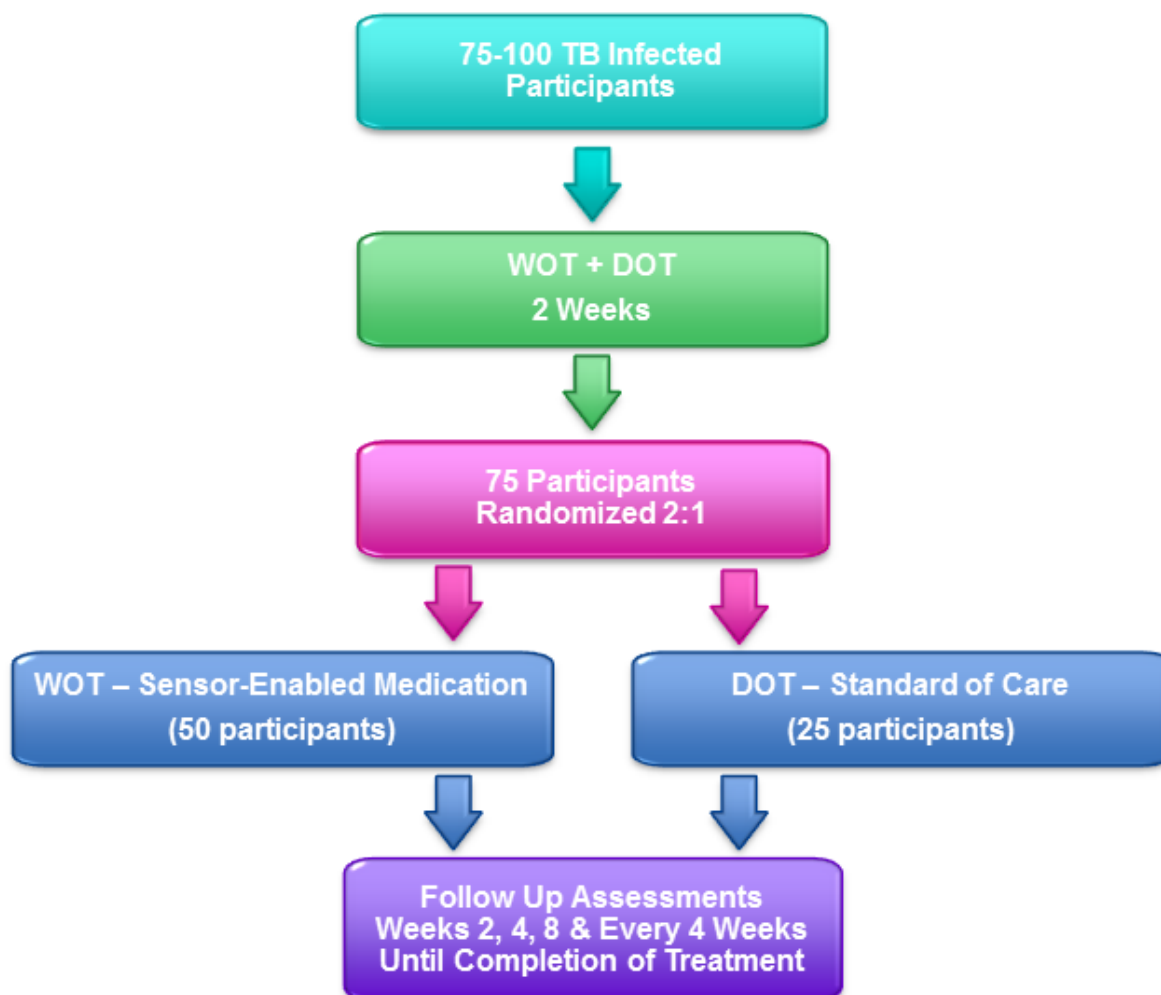 75-100 TB Infected
Participants
WOT + DOT
2 Weeks
75 Participants
Randomized 2:1
WOT – Sensor-Enabled Medication
(50 participants)
DOT – Standard of Care
(25 participants)
Follow Up Assessments
Weeks 2, 4, 8 & Every 4 Weeks
Until Completion of Treatment